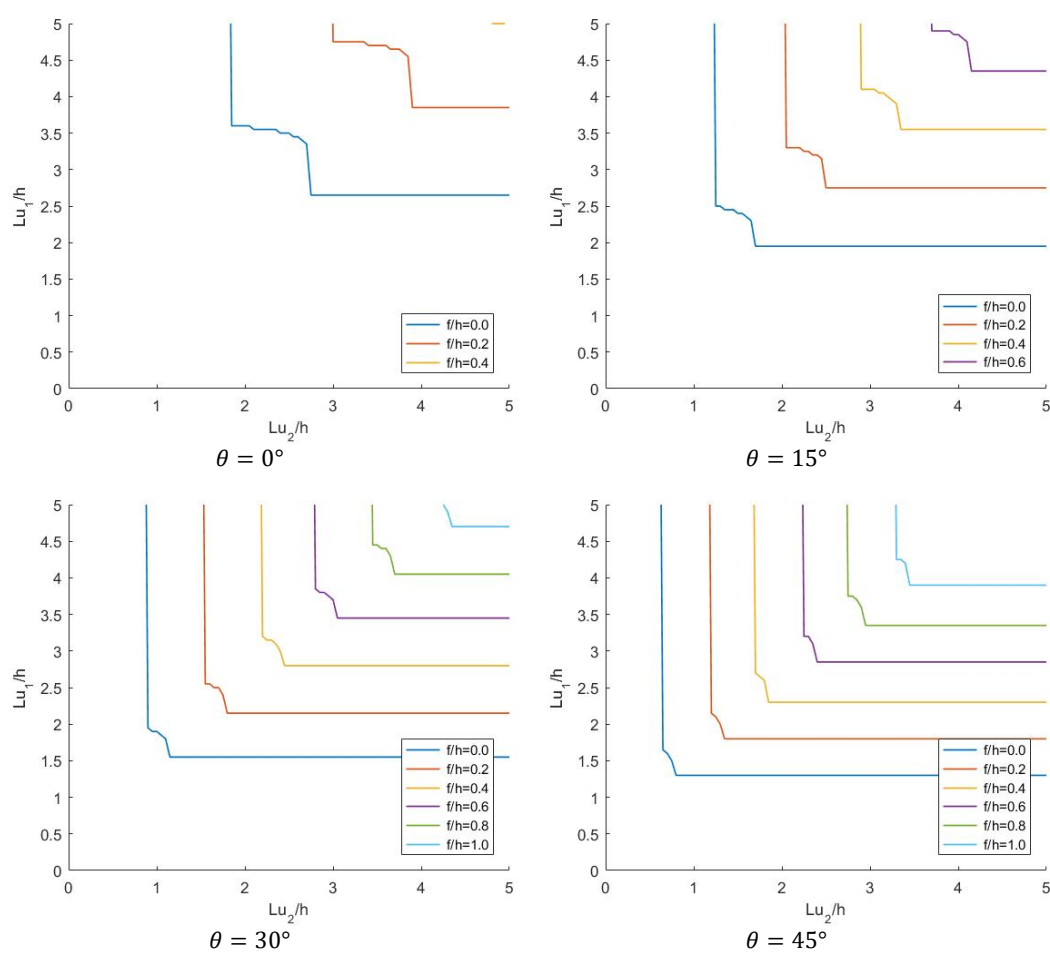 5
4.5
4
3.5
3
2.5
2
1.5
1
0.5
0
Lu₁/h
f/h=0.0
f/h=0.2
f/h=0.4
0 1 2 3 4 5
Lu₂/h
θ = 0°
5
4.5
4
3.5
3
2.5
2
1.5
1
0.5
0
Lu₁/h
f/h=0.0
f/h=0.2
f/h=0.4
f/h=0.6
0 1 2 3 4 5
Lu₂/h
θ = 15°
5
4.5
4
3.5
3
2.5
2
1.5
1
0.5
0
Lu₁/h
f/h=0.0
f/h=0.2
f/h=0.4
f/h=0.6
f/h=0.8
f/h=1.0
0 1 2 3 4 5
Lu₂/h
θ = 30°
5
4.5
4
3.5
3
2.5
2
1.5
1
0.5
0
Lu₁/h
f/h=0.0
f/h=0.2
f/h=0.4
f/h=0.6
f/h=0.8
f/h=1.0
0 1 2 3 4 5
Lu₂/h
θ = 45°